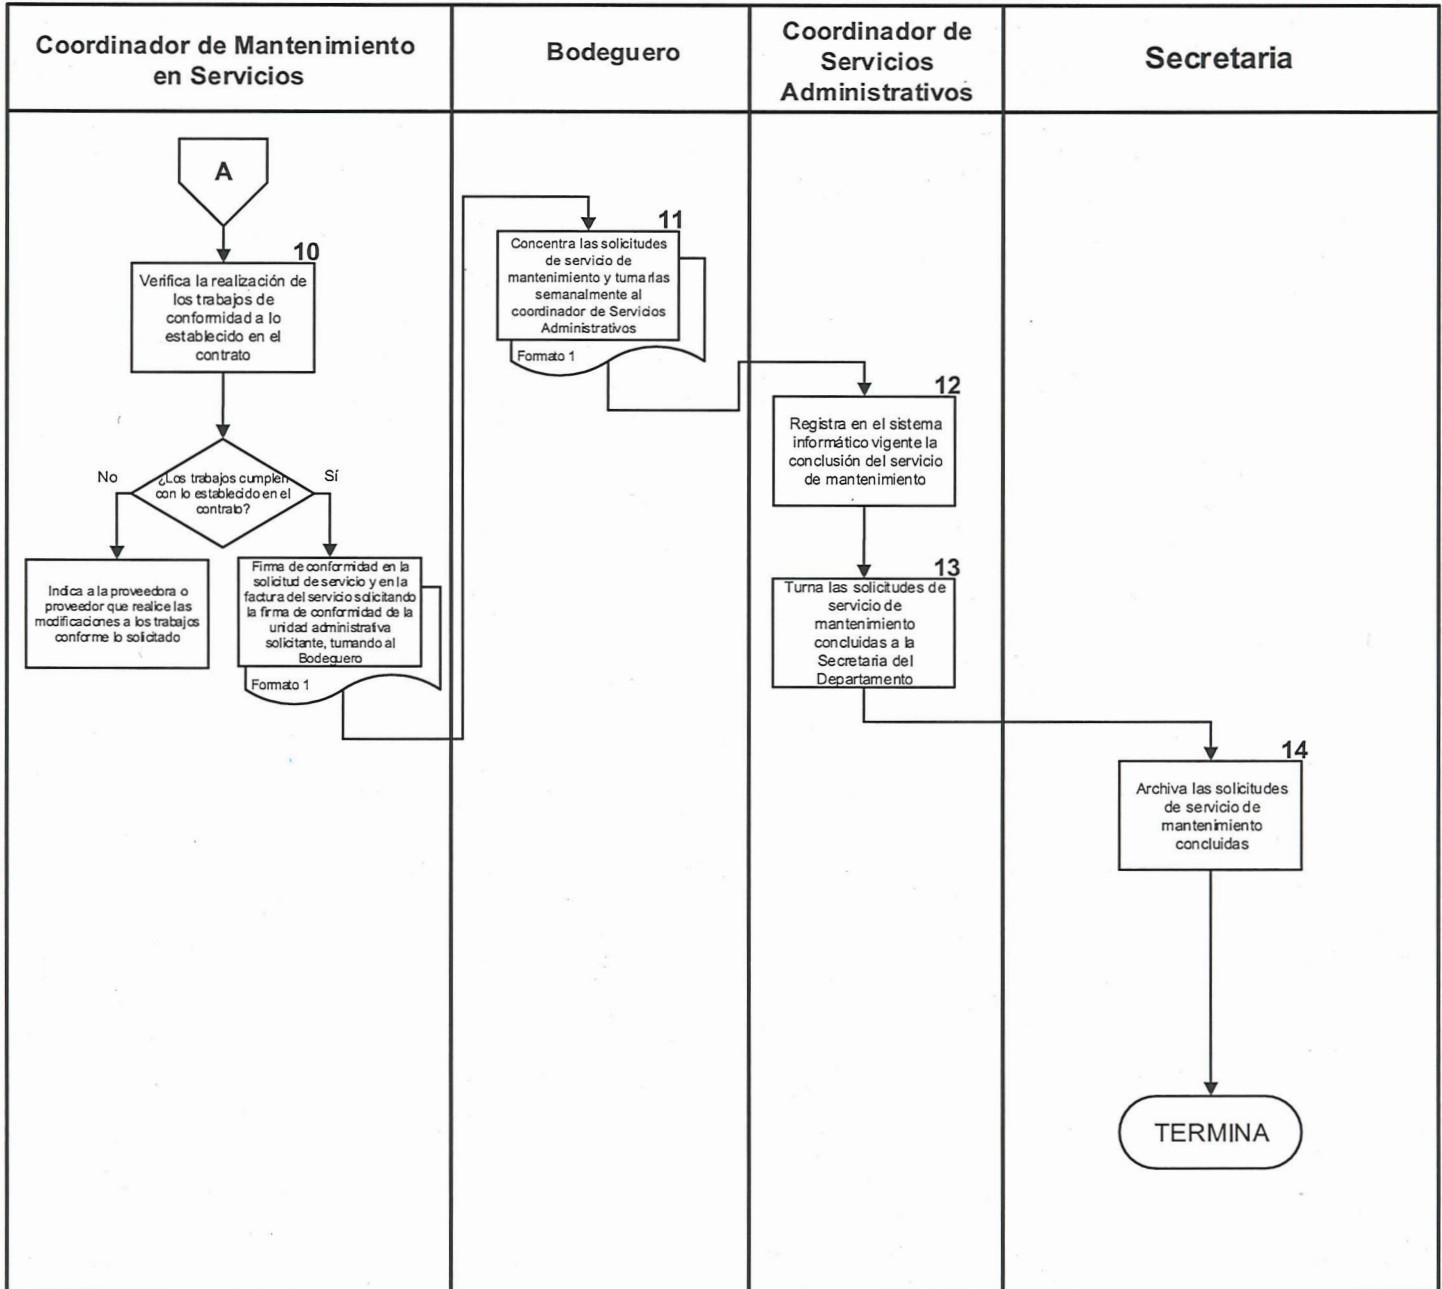 Coordinador de Mantenimiento
en Servicios
Bodeguero
Coordinador de
Servicios
Administrativos
Secretaria
A
10
Verifica la realización de
los trabajos de
conformidad a lo
establecido en el
contrato
No
¿Los trabajos cumplen
con lo establecido en el
contrato?
Sí
Indica a la proveedora o
proveedor que realice las
modificaciones a los trabajos
conforme lo solicitado
Firma de conformidad en la
solicitud de servicio y en la
factura del servicio solicitando
la firma de conformidad de la
unidad administrativa
solicitante, turnando al
Bodeguero
Formato 1
11
Concentra las solicitudes
de servicio de
mantenimiento y turnarlas
semanalmente al
coordinador de Servicios
Administrativos
Formato 1
12
Registra en el sistema
informático vigente la
conclusión del servicio
de mantenimiento
13
Turna las solicitudes de
servicio de
mantenimiento
concluidas a la
Secretaria del
Departamento
14
Archiva las solicitudes
de servicio de
mantenimiento
concluidas
TERMINA